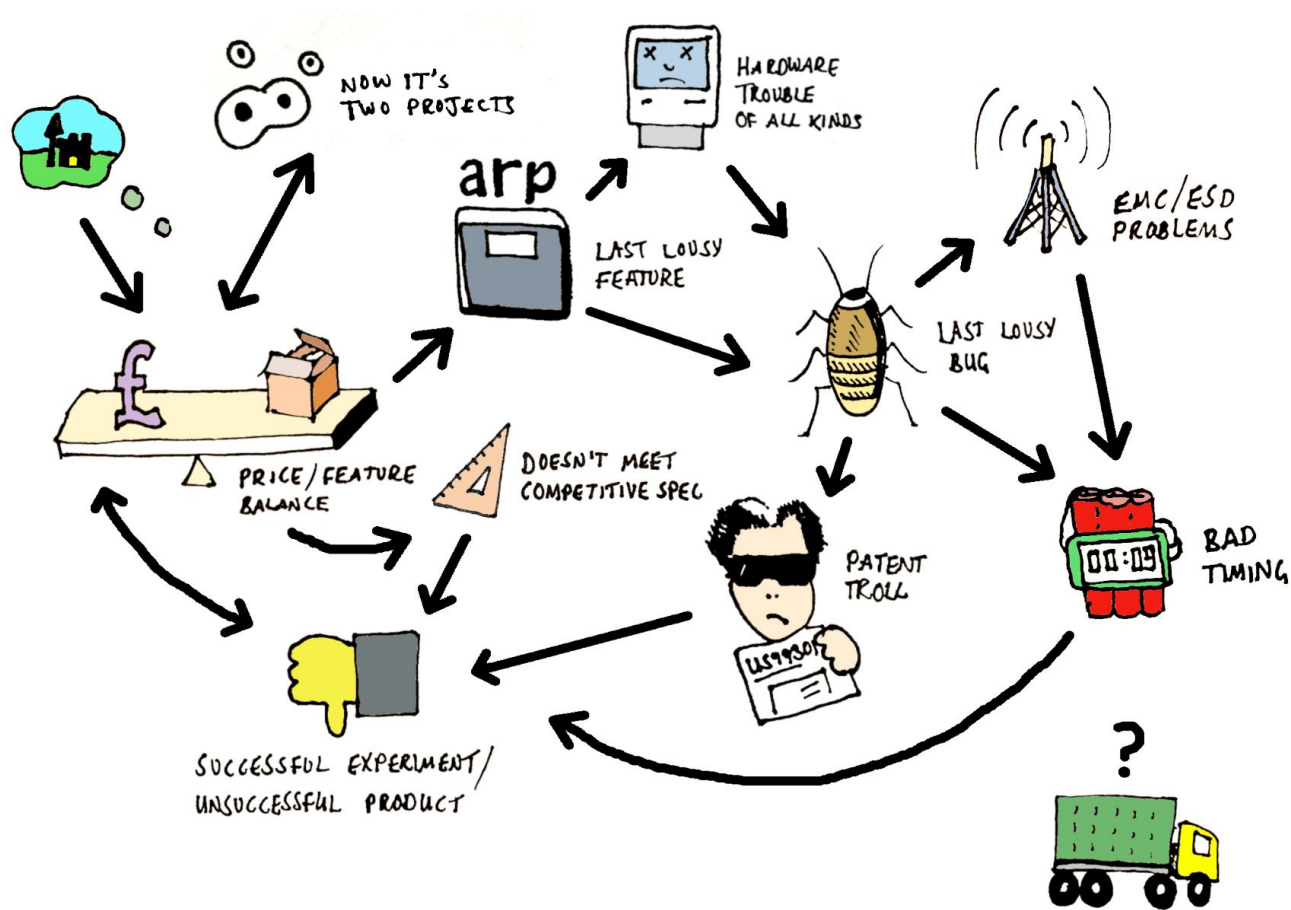 NOW IT'S
TWO PROJECTS
HARDWARE
TROUBLE
OF ALL KINDS
arp
LAST LOUSY
FEATURE
EMC/ESD
PROBLEMS
LAST LOUSY
BUG
£
PRICE/FEATURE
BALANCE
DOESN'T MEET
COMPETITIVE SPEC
PATENT
TROLL
US99301
00:09
BAD
TIMING
SUCCESSFUL EXPERIMENT/
UNSUCCESSFUL PRODUCT
?